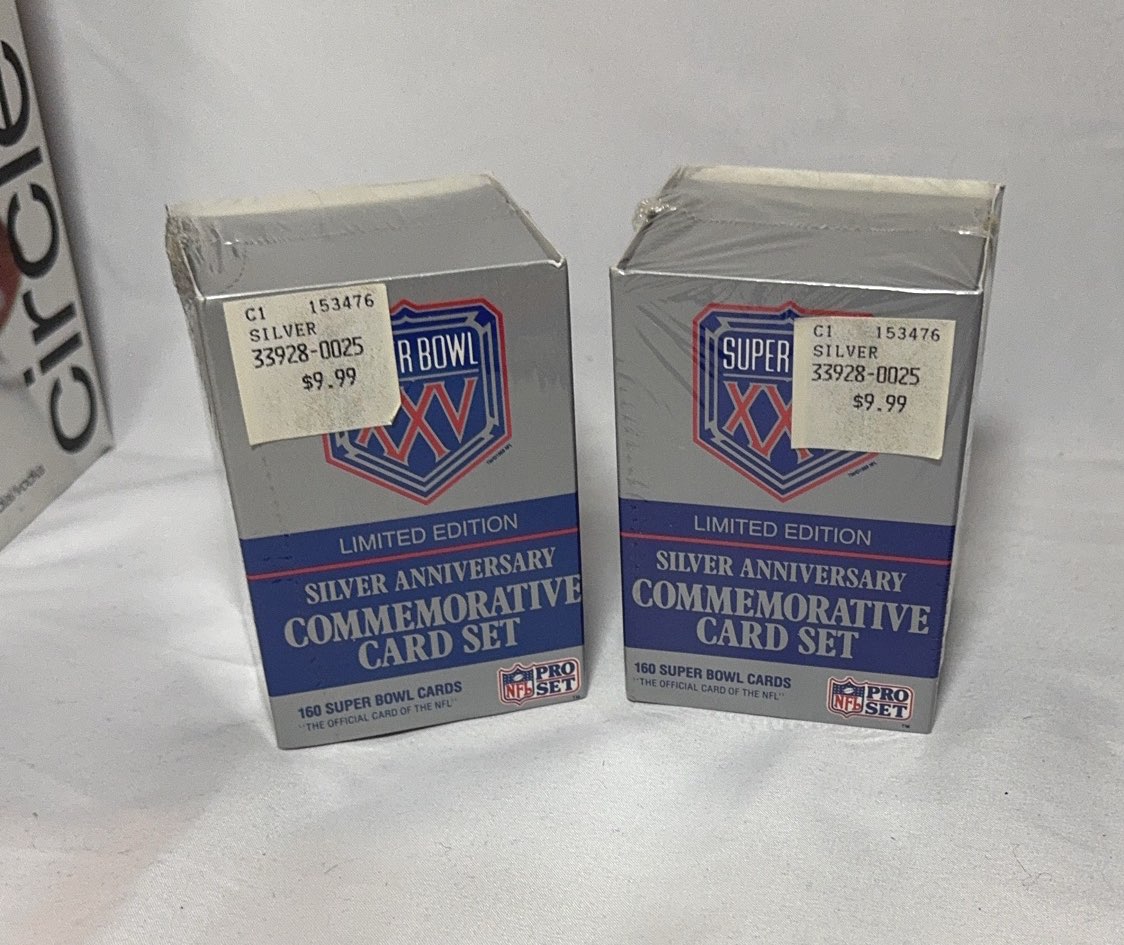 circle
C1 153476
SILVER
33928-0025
$9.99
R BOWL
XXV
LIMITED EDITION
SILVER ANNIVERSARY
COMMEMORATIVE
CARD SET
160 SUPER BOWL CARDS
"THE OFFICIAL CARD OF THE NFL"
NFL PRO
SET
™
C1 153476
SILVER
33928-0025
$9.99
SUPER
XX
LIMITED EDITION
SILVER ANNIVERSARY
COMMEMORATIVE
CARD SET
160 SUPER BOWL CARDS
"THE OFFICIAL CARD OF THE NFL"
NFL PRO
SET
™